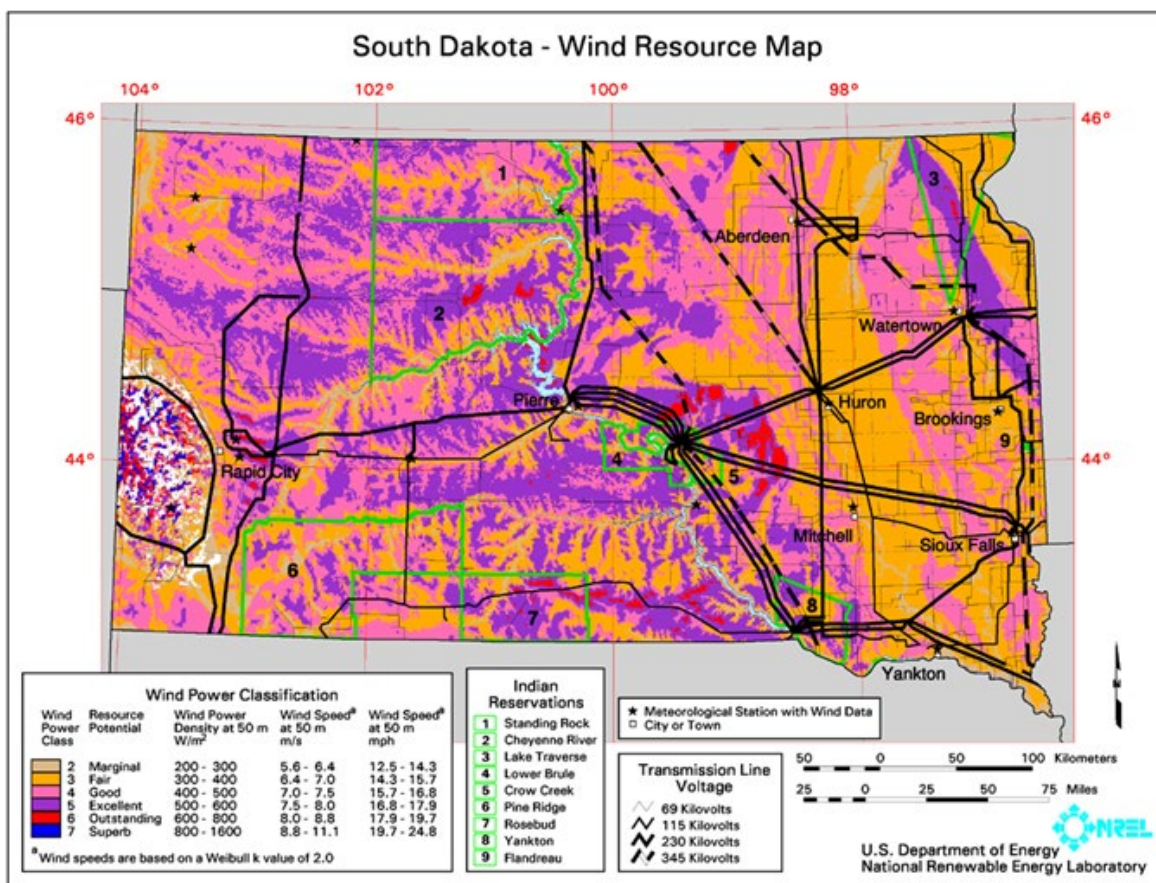 South Dakota - Wind Resource Map
104° 102° 100° 98°
46° 46°
1
3
Aberdeen
2
Watertown
Pierre
Huron
Brookings
9
44° 44°
Rapid City
4
5
Mitchell
Sioux Falls
6
8
7
Yankton
Wind Power Classification
Wind Power Class Resource Potential Wind Power Density at 50 m W/m² Wind Speedᵃ at 50 m m/s Wind Speedᵃ at 50 m mph
2 Marginal 200 - 300 5.6 - 6.4 12.5 - 14.3
3 Fair 300 - 400 6.4 - 7.0 14.3 - 15.7
4 Good 400 - 500 7.0 - 7.5 15.7 - 16.8
5 Excellent 500 - 600 7.5 - 8.0 16.8 - 17.9
6 Outstanding 600 - 800 8.0 - 8.8 17.9 - 19.7
7 Superb 800 - 1600 8.8 - 11.1 19.7 - 24.8
ᵃ Wind speeds are based on a Weibull k value of 2.0
Indian
Reservations
1 Standing Rock
2 Cheyenne River
3 Lake Traverse
4 Lower Brule
5 Crow Creek
6 Pine Ridge
7 Rosebud
8 Yankton
9 Flandreau
Meteorological Station with Wind Data
City or Town
Transmission Line
Voltage
69 Kilovolts
115 Kilovolts
230 Kilovolts
345 Kilovolts
50 0 50 100 Kilometers
25 0 25 50 75 Miles
NREL
U.S. Department of Energy
National Renewable Energy Laboratory